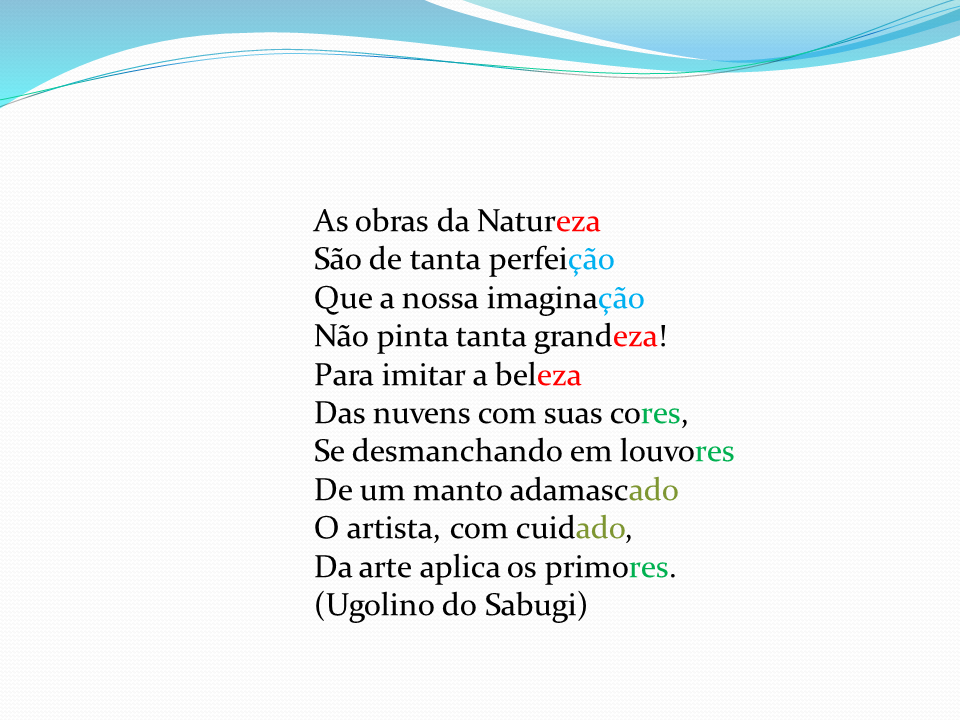 As obras da Natureza
São de tanta perfeição
Que a nossa imaginação
Não pinta tanta grandeza!
Para imitar a beleza
Das nuvens com suas cores,
Se desmanchando em louvores
De um manto adamascado
O artista, com cuidado,
Da arte aplica os primores.
(Ugolino do Sabugi)